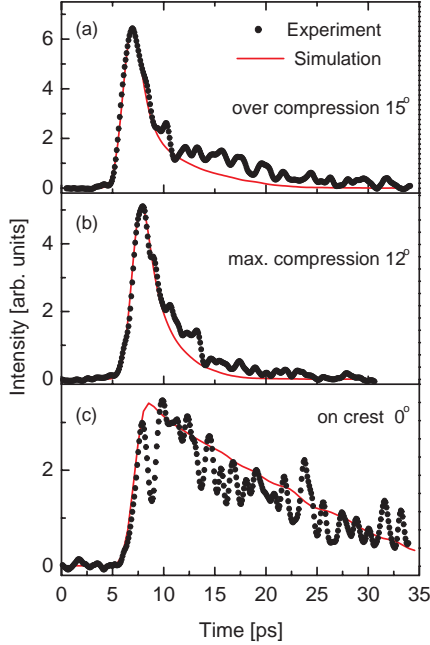 (a)
Experiment
Simulation
over compression 15°
6
4
2
0
(b)
max. compression 12°
4
2
0
(c)
on crest 0°
2
0
Intensity [arb. units]
0 5 10 15 20 25 30 35
Time [ps]